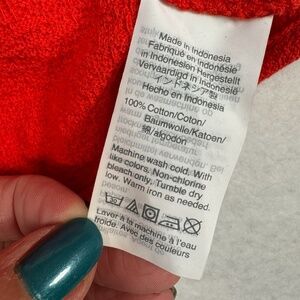 Made in Indonesia
Fabriqué en Indonésie
in Indonesien Hergestellt
Vervaardigd in Indonesië
インドネシア製
Hecho en Indonesia
100% Cotton/Coton/
Baumwolle/Katoen/
綿/algodón
Machine wash cold. With
like colors. Non-chlorine
bleach only. Tumble dry
low. Warm iron as needed.
Laver à la machine à l'eau
froide. Avec des couleurs